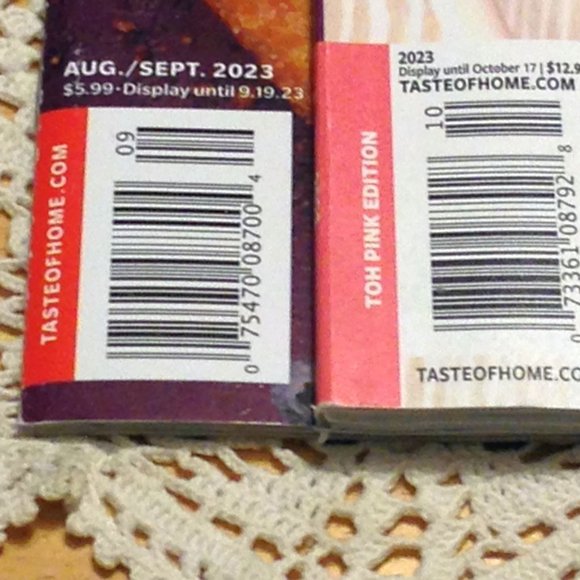 AUG./SEPT. 2023
$5.99·Display until 9.19.23
09
TASTEOFHOME.COM
0 75470 08700 4
2023
Display until October 17 | $12.9
TASTEOFHOME.COM
10
TOH PINK EDITION
0 73361 08792 8
TASTEOFHOME.CO